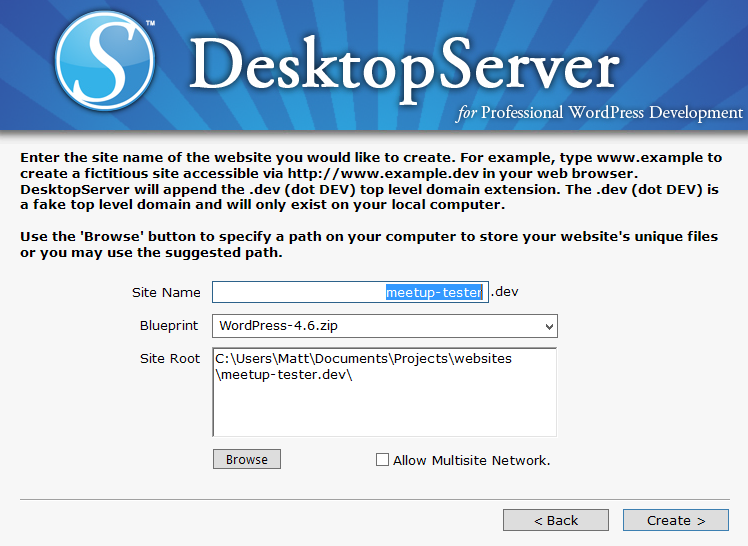 S ™
DesktopServer
for Professional WordPress Development
Enter the site name of the website you would like to create. For example, type www.example to
create a fictitious site accessible via http://www.example.dev in your web browser.
DesktopServer will append the .dev (dot DEV) top level domain extension. The .dev (dot DEV) is
a fake top level domain and will only exist on your local computer.
Use the 'Browse' button to specify a path on your computer to store your website's unique files
or you may use the suggested path.
Site Name meetup-tester .dev
Blueprint WordPress-4.6.zip
Site Root C:\Users\Matt\Documents\Projects\websites
\meetup-tester.dev\
Browse Allow Multisite Network.
< Back Create >